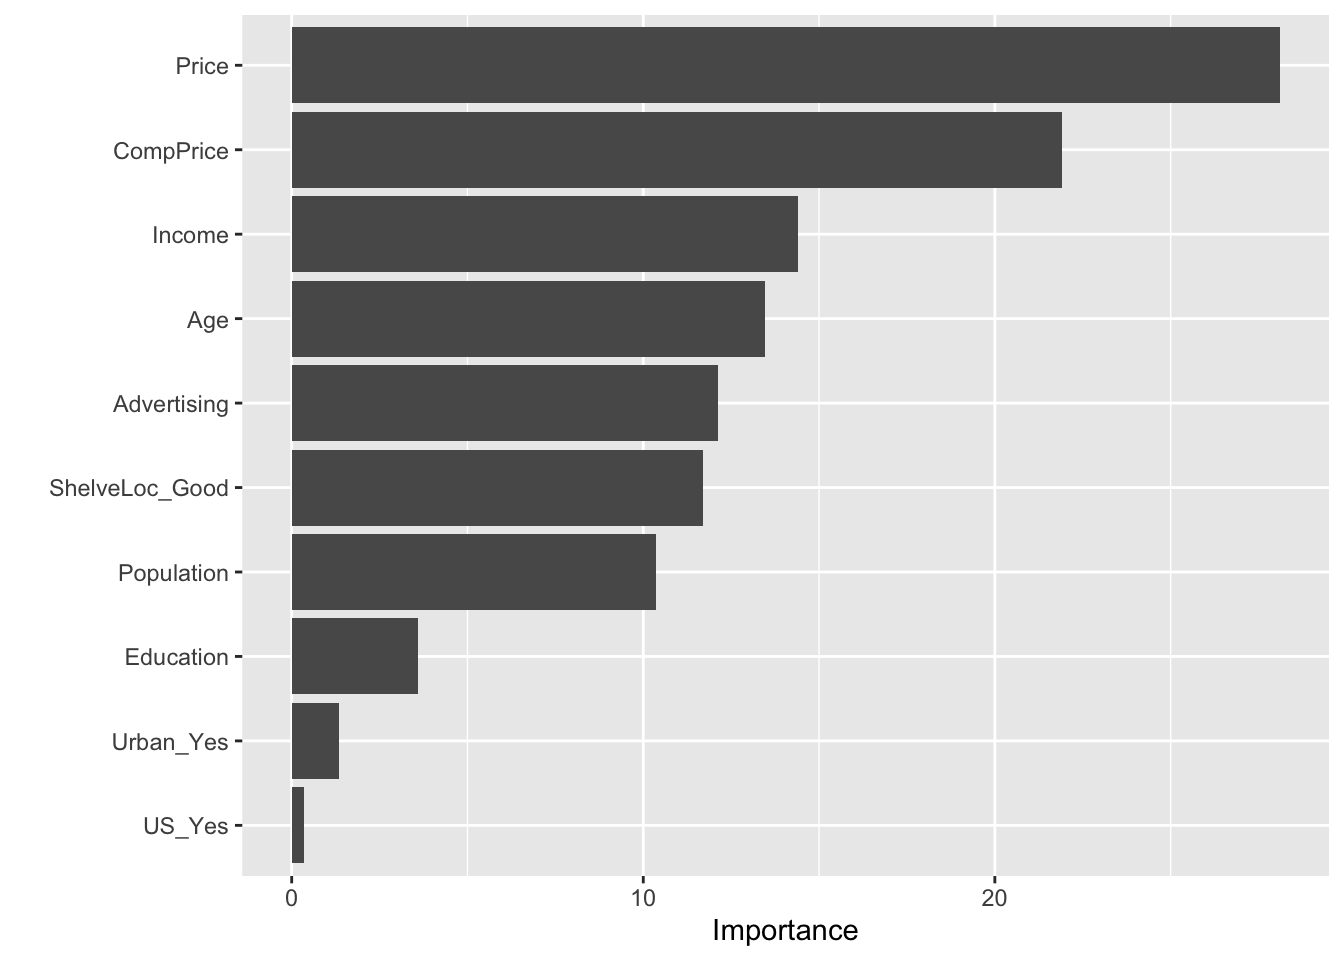 Price
CompPrice
Income
Age
Advertising
ShelveLoc_Good
Population
Education
Urban_Yes
US_Yes
0 10 20
Importance